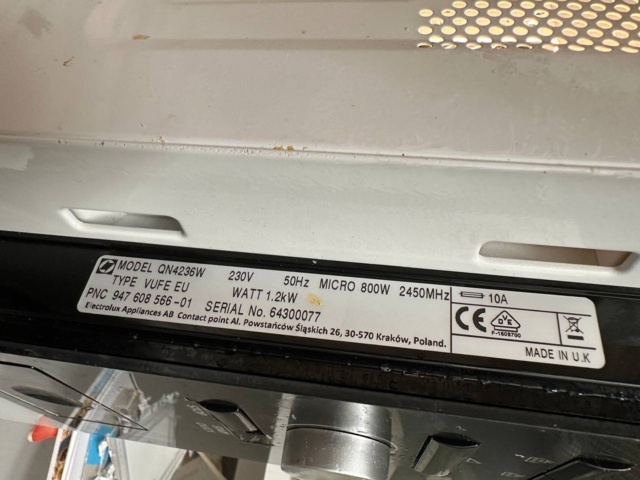 MODEL QN4236W 230V 50Hz MICRO 800W 2450MHz 10A
TYPE VUFE EU WATT 1.2kW
PNC 947 608 566-01 SERIAL No. 64300077
Electrolux Appliances AB Contact point Al. Powstańców Śląskich 26, 30-570 Kraków, Poland.
CE
MADE IN U.K